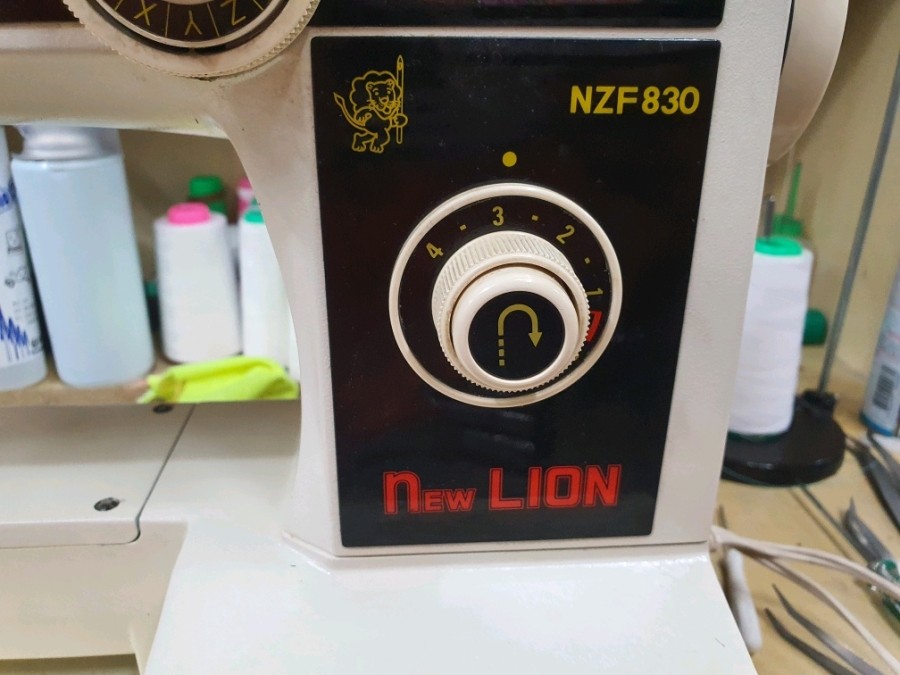 X Y Z
NZF830
4 · 3 · 2 · 1
new LION